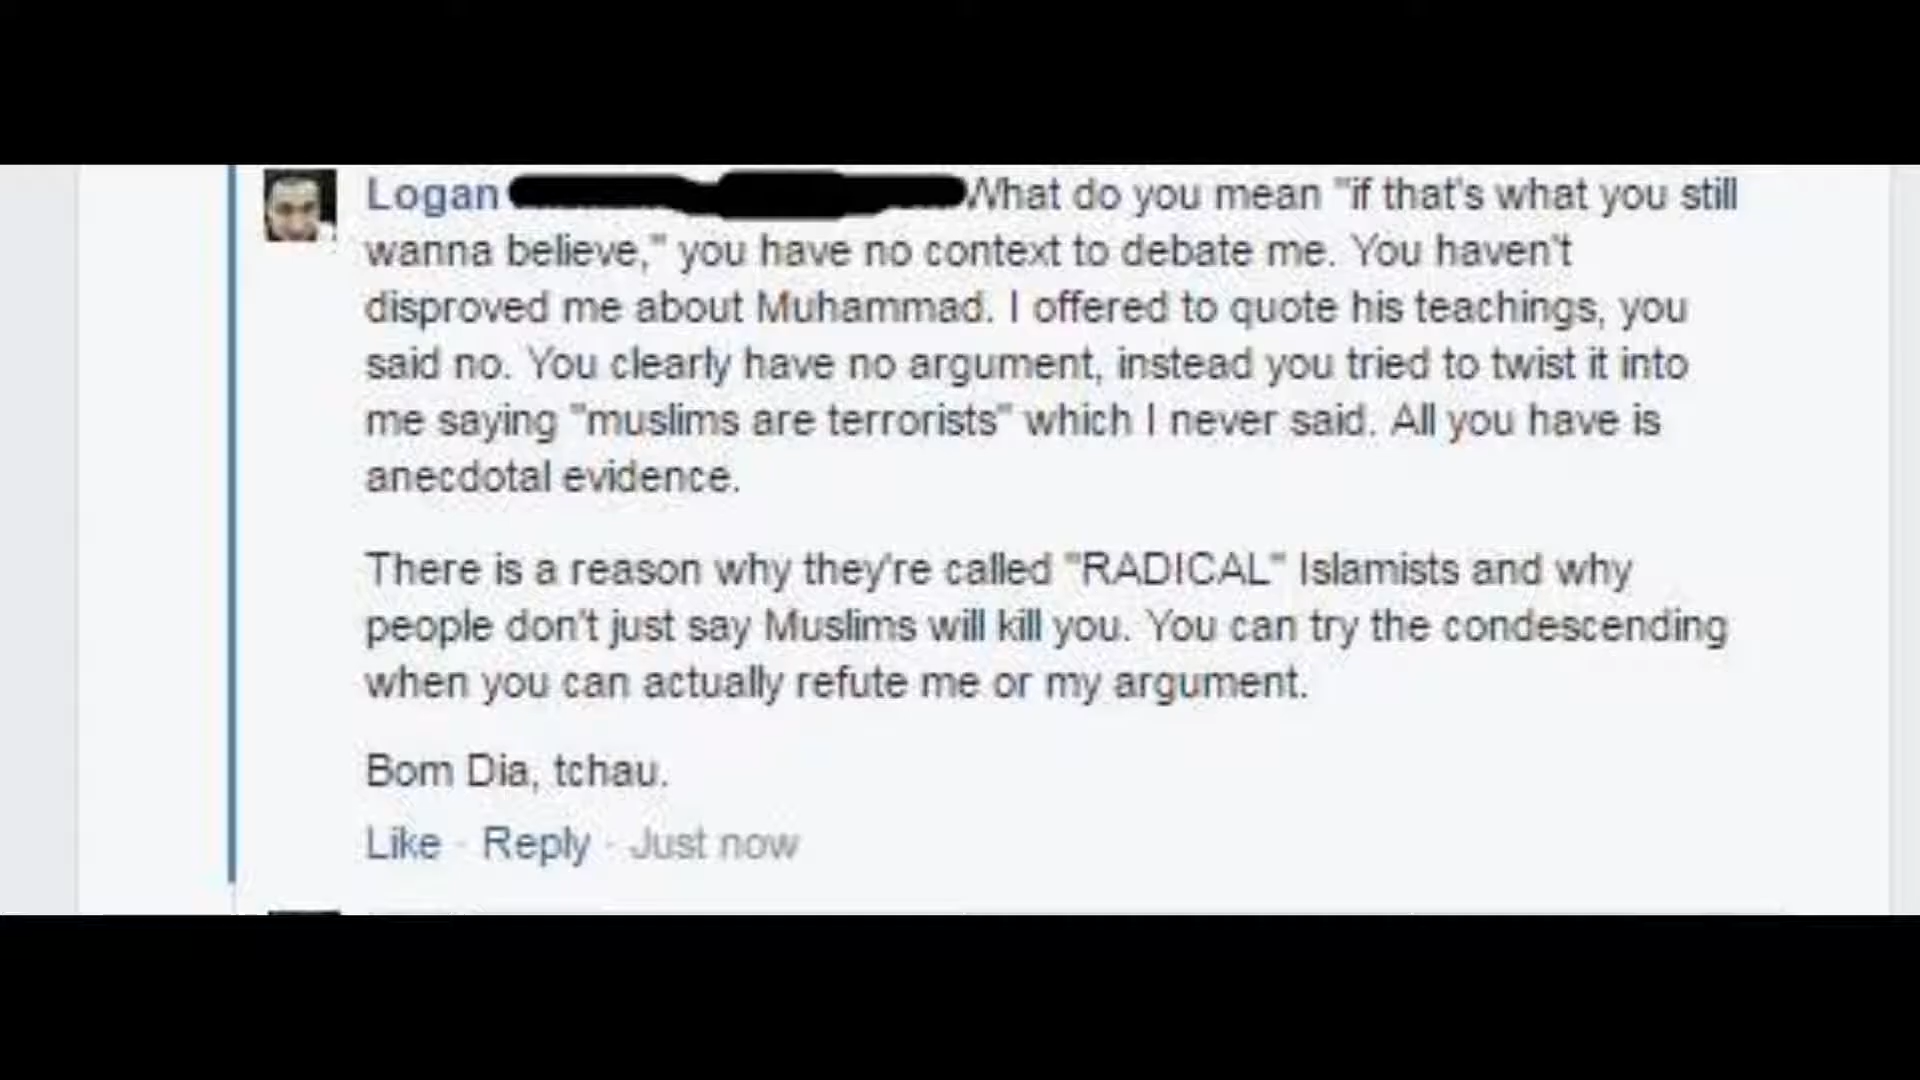 Logan What do you mean "if that's what you still
wanna believe," you have no context to debate me. You haven't
disproved me about Muhammad. I offered to quote his teachings, you
said no. You clearly have no argument, instead you tried to twist it into
me saying "muslims are terrorists" which I never said. All you have is
anecdotal evidence.
There is a reason why they're called "RADICAL" Islamists and why
people don't just say Muslims will kill you. You can try the condescending
when you can actually refute me or my argument.
Bom Dia, tchau.
Like · Reply · Just now